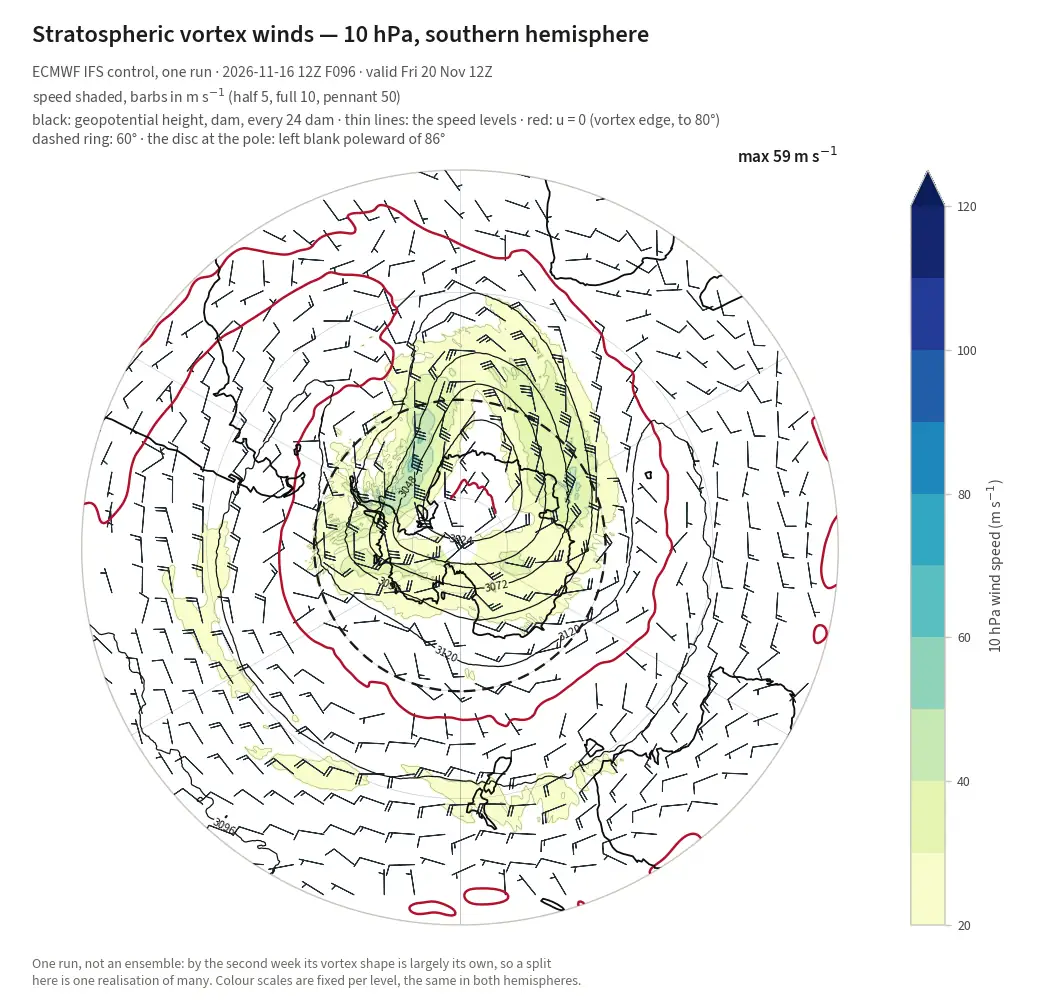 Stratospheric vortex winds — 10 hPa, southern hemisphere
ECMWF IFS control, one run · 2026-11-16 12Z F096 · valid Fri 20 Nov 12Z
speed shaded, barbs in m s−1 (half 5, full 10, pennant 50)
black: geopotential height, dam, every 24 dam · thin lines: the speed levels · red: u = 0 (vortex edge, to 80°)
dashed ring: 60° · the disc at the pole: left blank poleward of 86°
max 59 m s−1
120
100
80
60
40
20
10 hPa wind speed (m s−1)
3048
3024
3072
3120
3120
3096
One run, not an ensemble: by the second week its vortex shape is largely its own, so a split
here is one realisation of many. Colour scales are fixed per level, the same in both hemispheres.